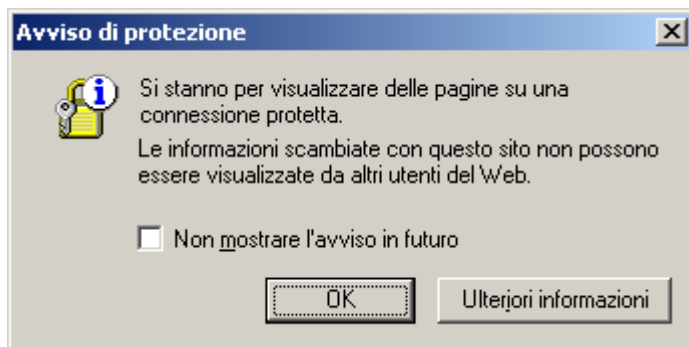 Avviso di protezione
Si stanno per visualizzare delle pagine su una
connessione protetta.
Le informazioni scambiate con questo sito non possono
essere visualizzate da altri utenti del Web.
Non mostrare l'avviso in futuro
OK
Ulteriori informazioni